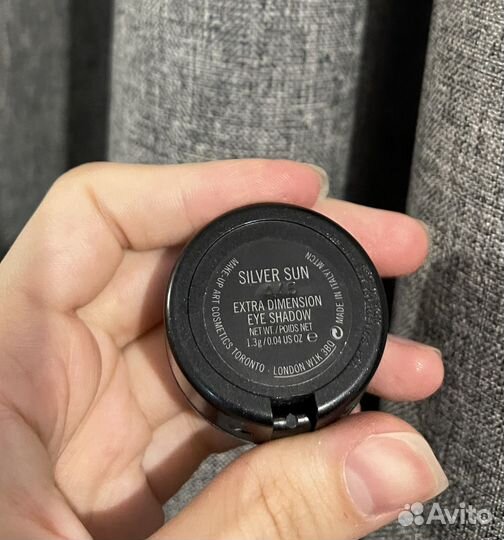 SILVER SUN
EXTRA DIMENSION
EYE SHADOW
NET WT./POIDS NET
1.3g/0.04 US OZ e
MAKE-UP ART COSMETICS TORONTO · LONDON W1K 3BQ
MADE IN ITALY/
Avito